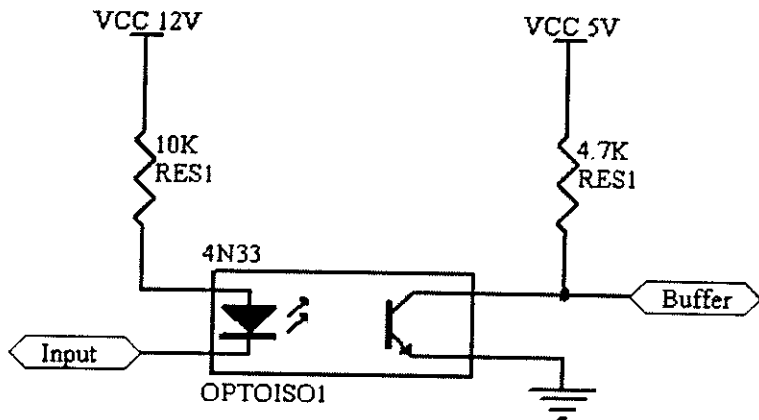 VCC 12V
VCC 5V
10K
RES1
4.7K
RES1
4N33
Buffer
Input
OPTOISO1